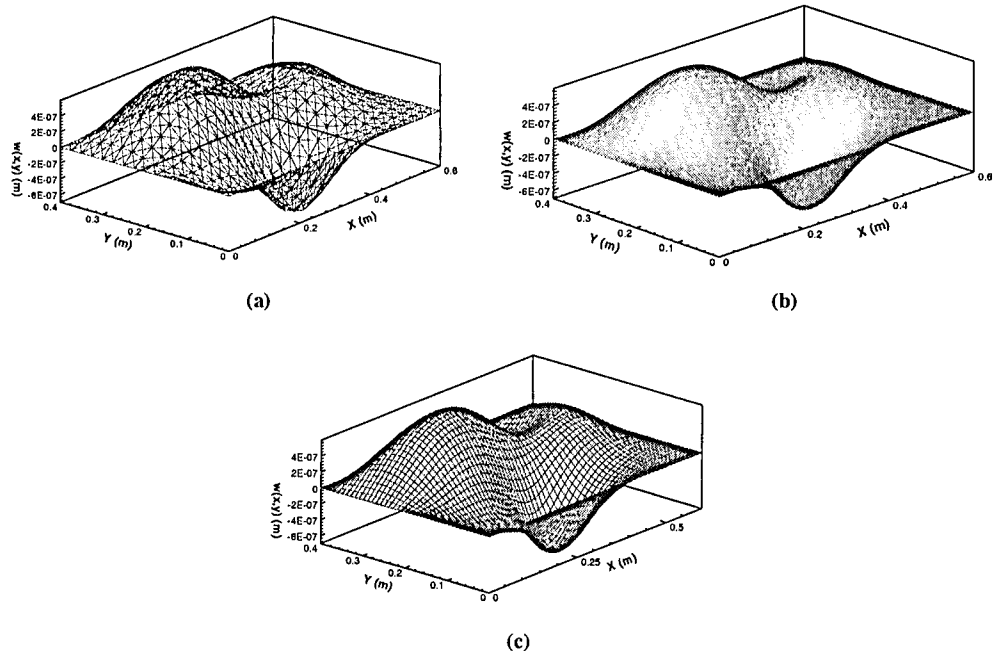 4E-07
2E-07
0
-2E-07
-4E-07
-6E-07
w(x,y) (m)
0.4
0.3
0.2
0.1
0
Y (m)
0
0.2
0.4
0.6
X (m)
(a)
4E-07
2E-07
0
-2E-07
-4E-07
-6E-07
w(x,y) (m)
0.4
0.3
0.2
0.1
0
Y (m)
0
0.2
0.4
0.6
X (m)
(b)
4E-07
2E-07
0
-2E-07
-4E-07
-6E-07
w(x,y) (m)
0.4
0.3
0.2
0.1
0
Y (m)
0
0.25
0.5
X (m)
(c)